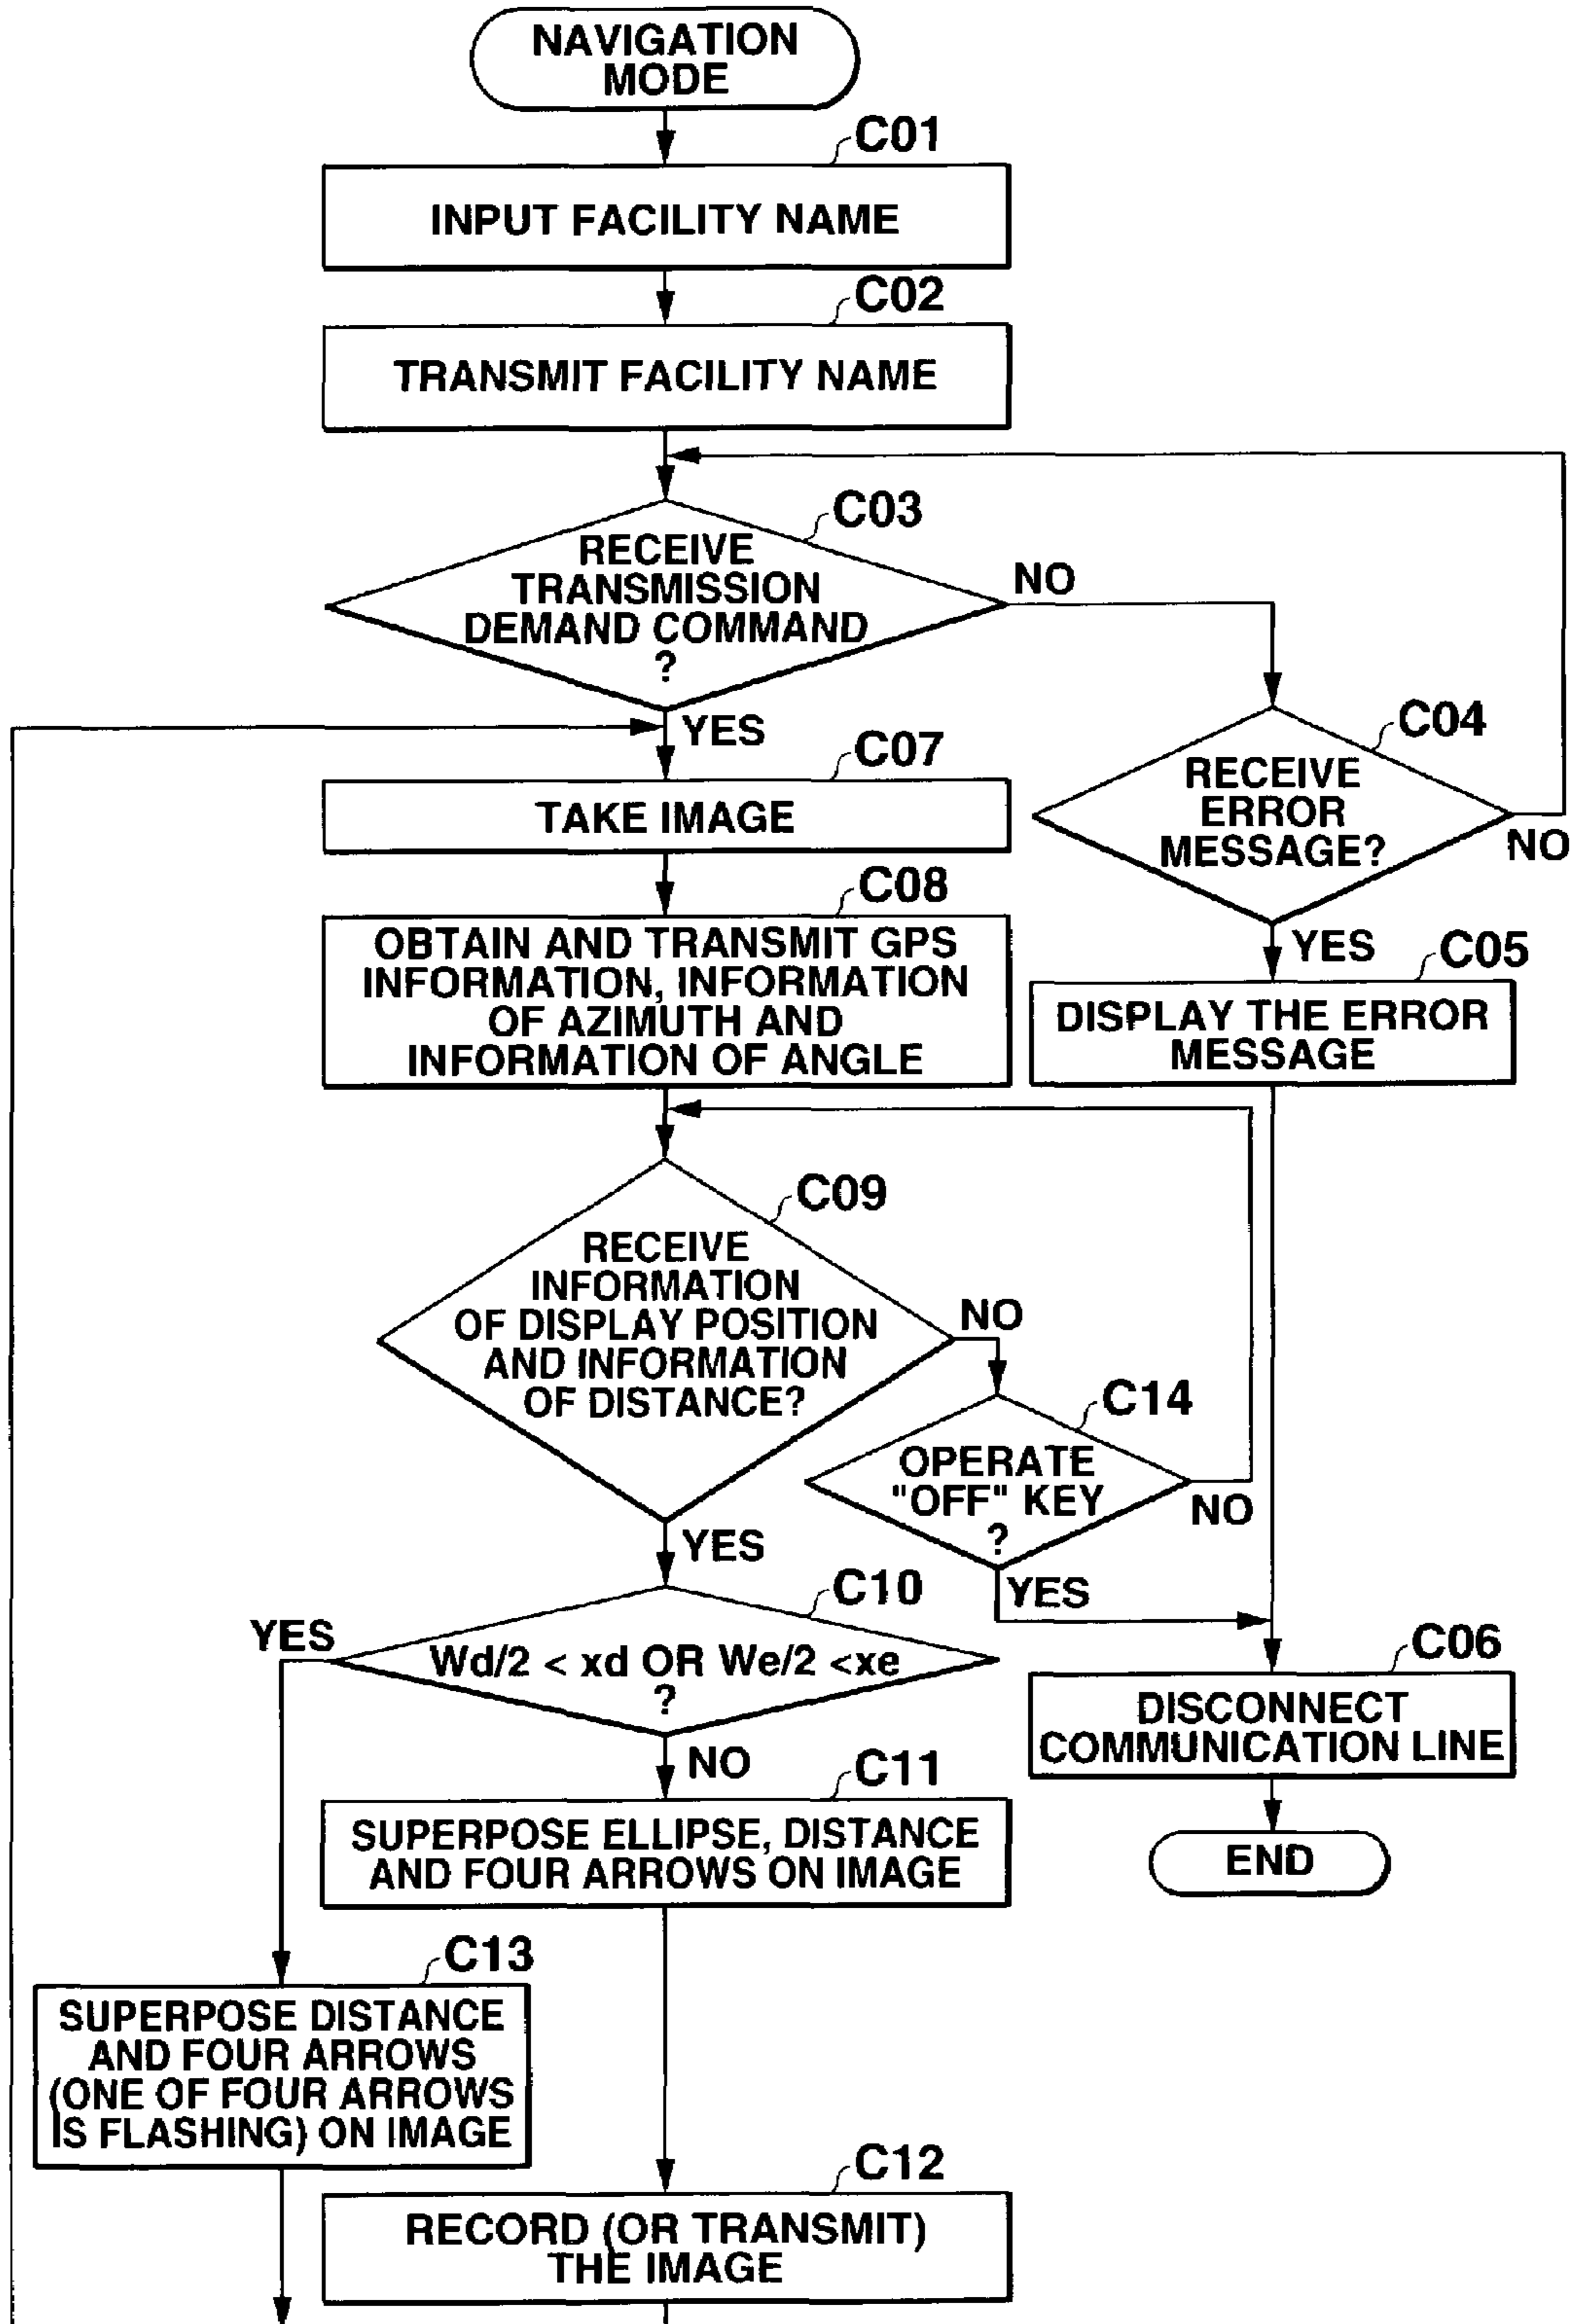 NAVIGATION
MODE
C01
INPUT FACILITY NAME
C02
TRANSMIT FACILITY NAME
C03
RECEIVE
TRANSMISSION
DEMAND COMMAND
?
NO
YES
C04
RECEIVE
ERROR
MESSAGE?
NO
C07
TAKE IMAGE
C08
OBTAIN AND TRANSMIT GPS
INFORMATION, INFORMATION
OF AZIMUTH AND
INFORMATION OF ANGLE
YES
C05
DISPLAY THE ERROR
MESSAGE
C09
RECEIVE
INFORMATION
OF DISPLAY POSITION
AND INFORMATION
OF DISTANCE?
NO
C14
OPERATE
"OFF" KEY
?
NO
YES
YES
C10
Wd/2 < xd OR We/2 <xe
?
YES
NO
C06
DISCONNECT
COMMUNICATION LINE
END
C11
SUPERPOSE ELLIPSE, DISTANCE
AND FOUR ARROWS ON IMAGE
C13
SUPERPOSE DISTANCE
AND FOUR ARROWS
(ONE OF FOUR ARROWS
IS FLASHING) ON IMAGE
C12
RECORD (OR TRANSMIT)
THE IMAGE